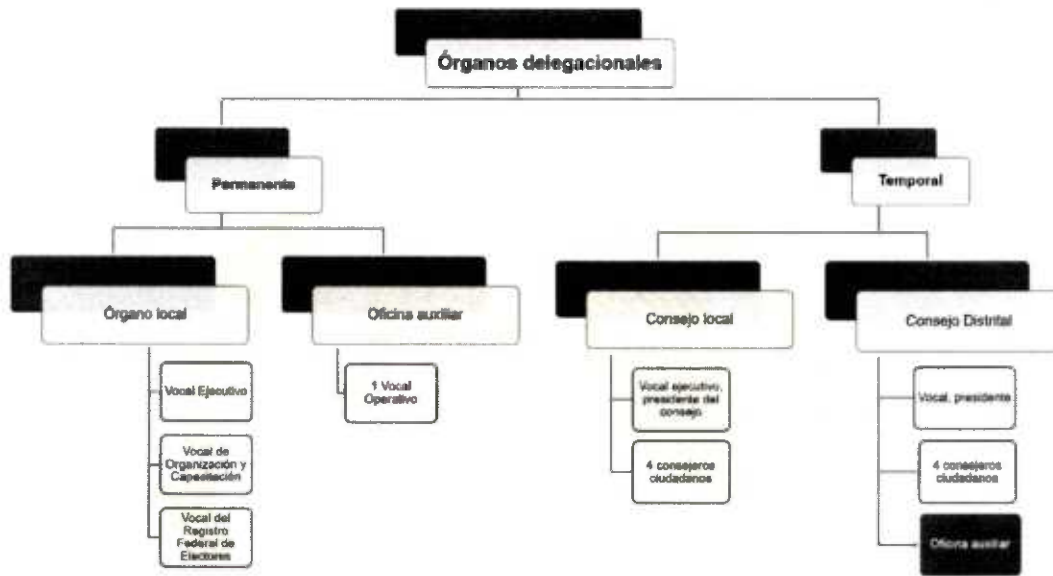 Órganos delegacionales
Permanente
Temporal
Órgano local
Oficina auxiliar
Consejo local
Consejo Distrital
Vocal Ejecutivo
Vocal de
Organización y
Capacitación
Vocal del
Registro
Federal de
Electores
1 Vocal
Operativo
Vocal ejecutivo,
presidente del
consejo
4 consejeros
ciudadanos
Vocal, presidente
4 consejeros
ciudadanos
Oficina auxiliar